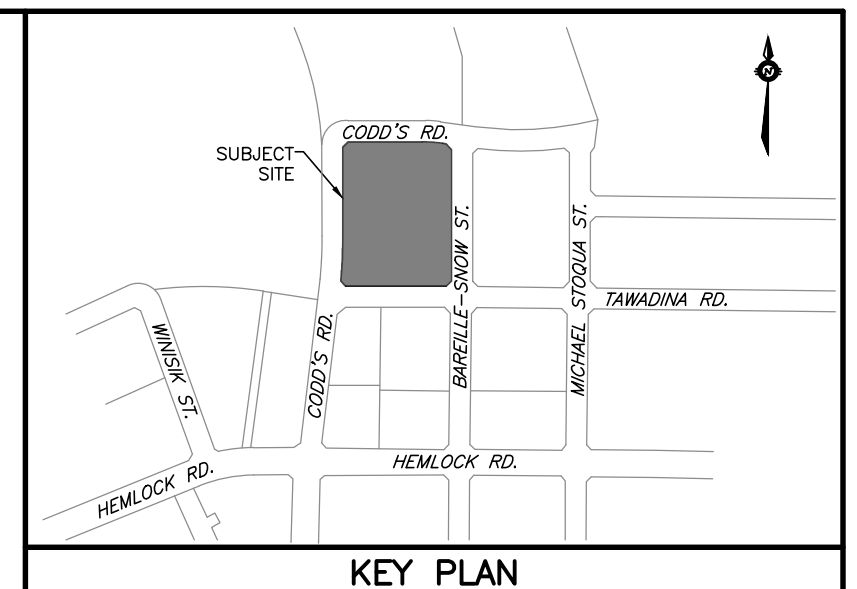 CODD'S RD.
N
SUBJECT
SITE
BAREILLE-SNOW ST.
MICHAEL STOQUA ST.
TAWADINA RD.
WINISIK ST.
CODD'S RD.
HEMLOCK RD.
HEMLOCK RD.
KEY PLAN